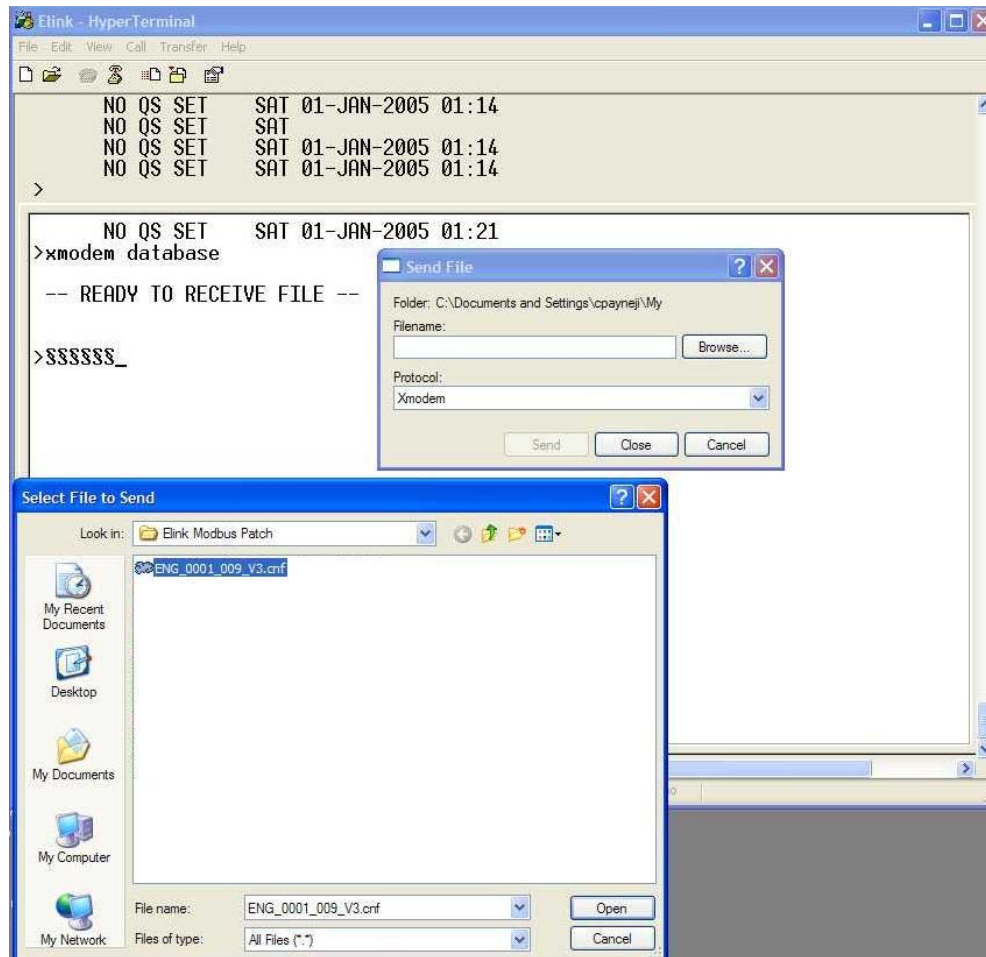 Elink - HyperTerminal
File Edit View Call Transfer Help
NO QS SET SAT 01-JAN-2005 01:14
NO QS SET SAT
NO QS SET SAT 01-JAN-2005 01:14
NO QS SET SAT 01-JAN-2005 01:14
>
NO QS SET SAT 01-JAN-2005 01:21
>xmodem database
-- READY TO RECEIVE FILE --
>§§§§§§_
Send File
Folder: C:\Documents and Settings\cpayneji\My
Filename:
Browse...
Protocol:
Xmodem
Send Close Cancel
Select File to Send
Look in: Elink Modbus Patch
ENG_0001_009_V3.cnf
My Recent
Documents
Desktop
My Documents
My Computer
My Network
File name: ENG_0001_009_V3.cnf Open
Files of type: All Files (*.*) Cancel